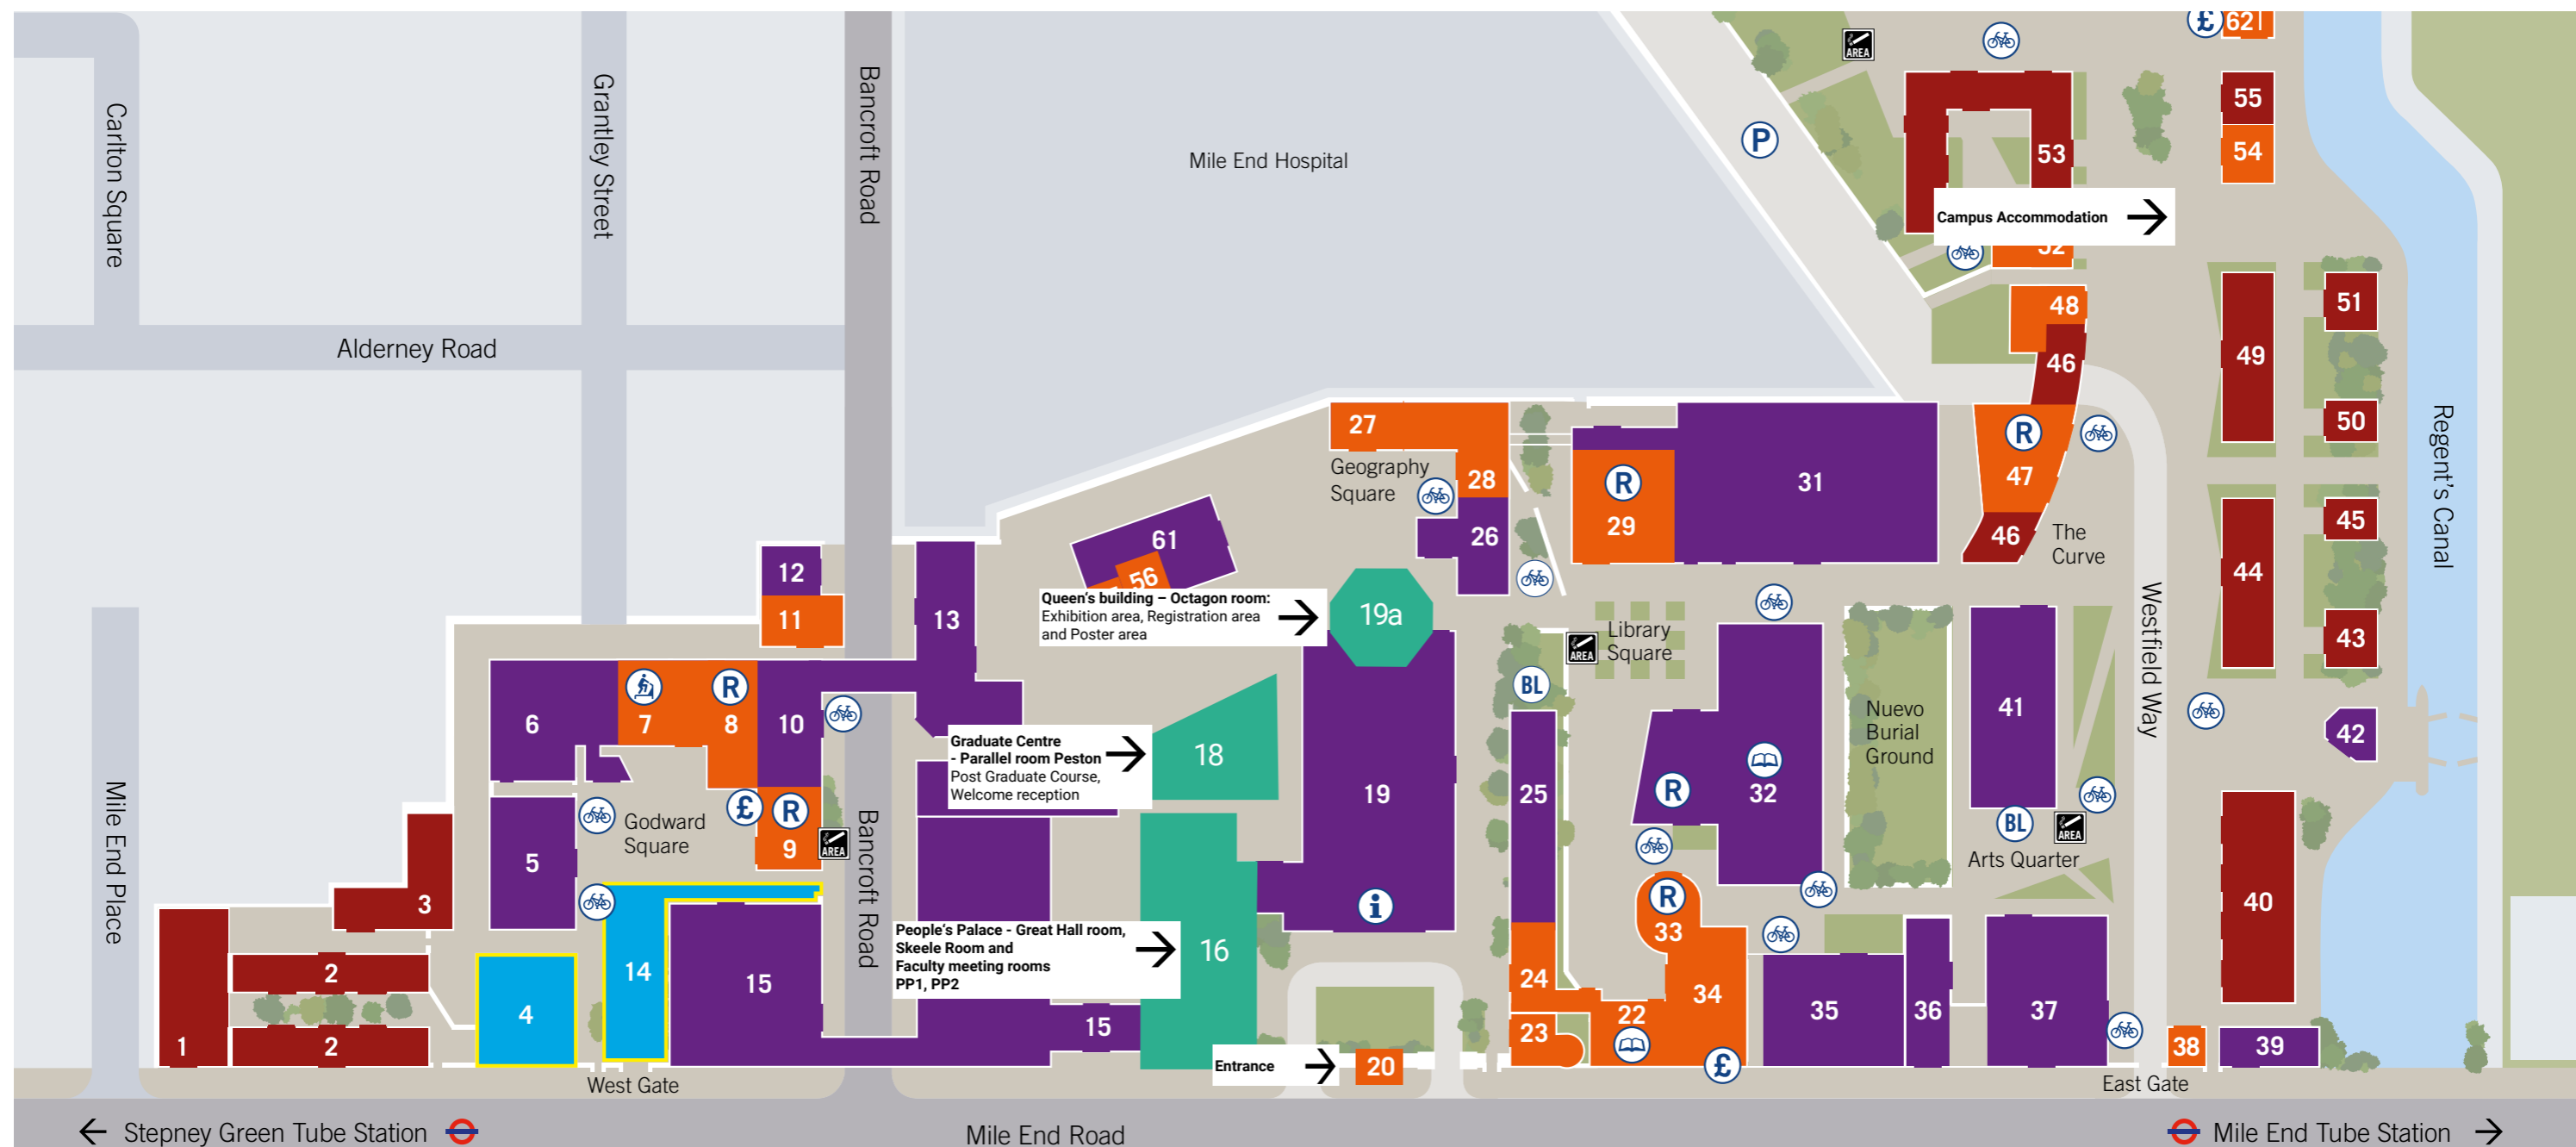 £
62
AREA
55
54
53
P
Mile End Hospital
Campus Accommodation
52
Carlton Square
Grantley Street
Bancroft Road
51
48
46
49
50
Alderney Road
Regent's Canal
27
Geography
Square
28
R
29
31
R
47
26
46
The
Curve
45
44
43
61
56
12
11
13
Queen's building – Octagon room:
Exhibition area, Registration area
and Poster area
19a
AREA
Library
Square
BL
41
Westfield Way
42
6
7
R
8
10
Graduate Centre
- Parallel room Peston
Post Graduate Course,
Welcome reception
18
19
25
R
32
Nuevo
Burial
Ground
BL
AREA
Arts Quarter
Mile End Place
5
Godward
Square
£
R
9
AREA
Bancroft Road
3
40
1
2
2
4
14
15
People's Palace - Great Hall room,
Skeele Room and
Faculty meeting rooms
PP1, PP2
16
i
15
R
33
24
34
22
23
35
36
37
38
39
Entrance
20
£
West Gate
East Gate
Stepney Green Tube Station
Mile End Road
Mile End Tube Station